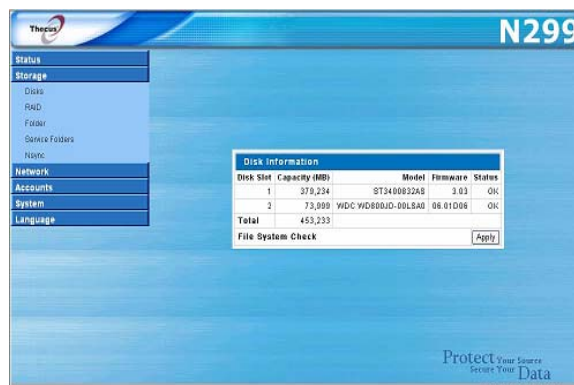 Thecus
N299
Status
Storage
Disks
RAID
Folder
Service Folders
Nsync
Network
Accounts
System
Language
Disk Information
Disk Slot Capacity (MB) Model Firmware Status
1 379,234 ST3400832AS 3.03 OK
2 73,999 WDC WD800JD-00LSA0 06.01D06 OK
Total 453,233
File System Check Apply
Protect Your Source
Secure Your Data